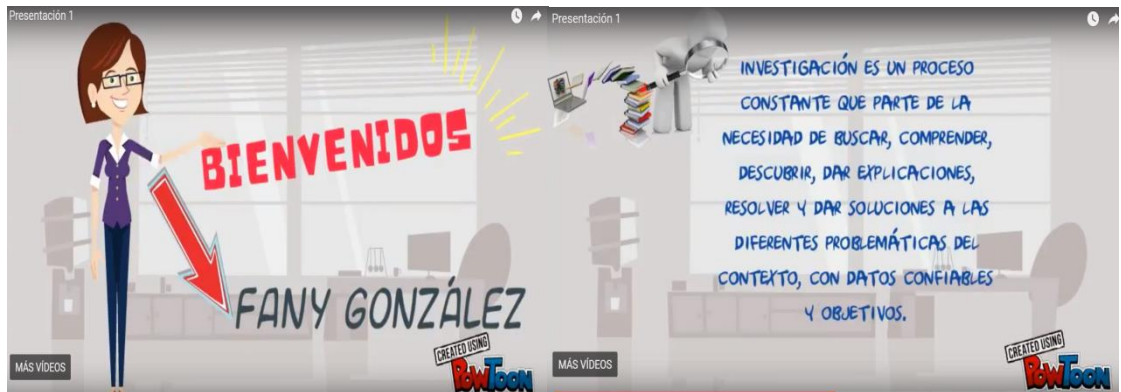 Presentación 1
BIENVENIDOS
FANY GONZÁLEZ
MÁS VÍDEOS
CREATED USING
POWTOON
Presentación 1
INVESTIGACIÓN ES UN PROCESO
CONSTANTE QUE PARTE DE LA
NECESIDAD DE BUSCAR, COMPRENDER,
DESCUBRIR, DAR EXPLICACIONES,
RESOLVER Y DAR SOLUCIONES A LAS
DIFERENTES PROBLEMÁTICAS DEL
CONTEXTO, CON DATOS CONFIABLES
Y OBJETIVOS.
MÁS VÍDEOS
CREATED USING
POWTOON